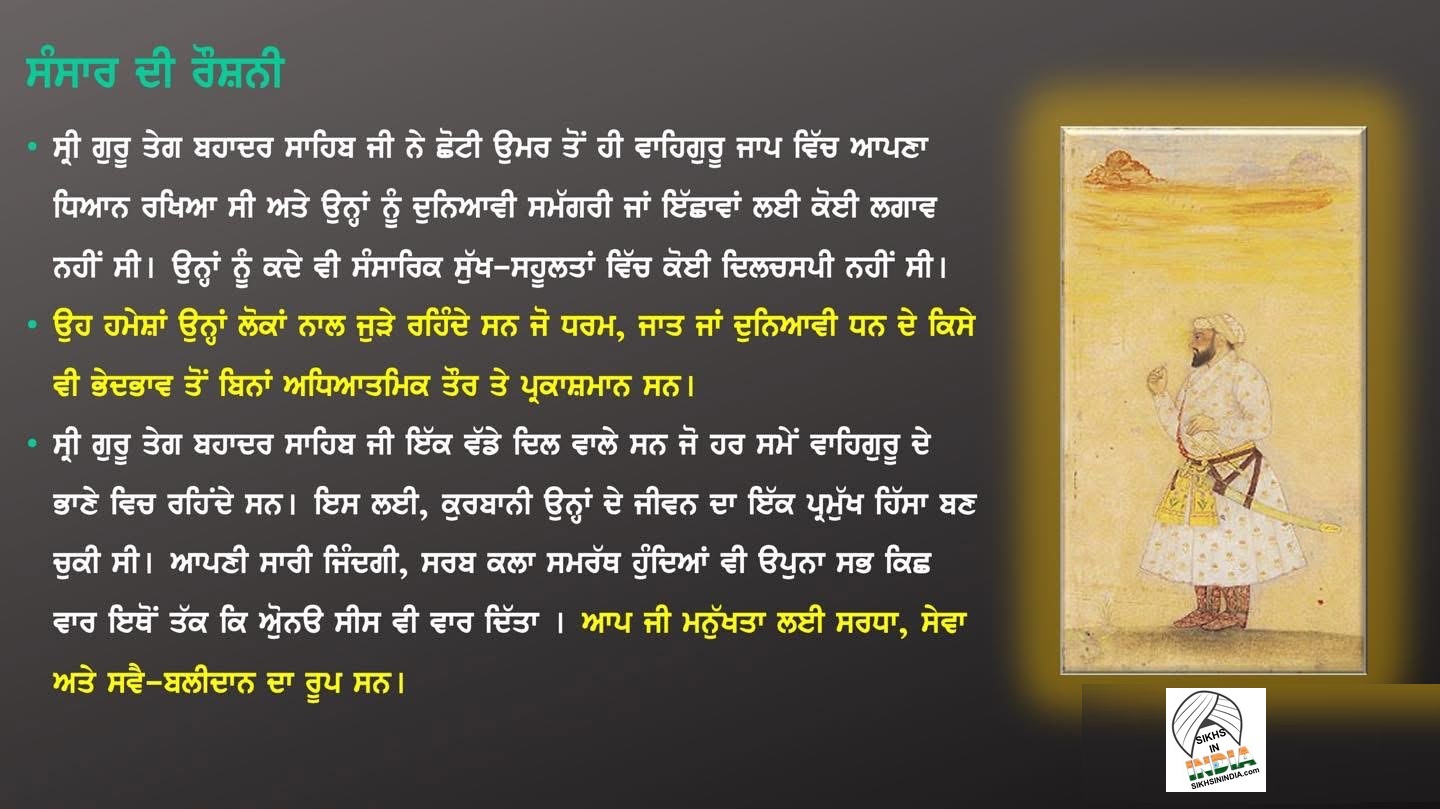 ਸੰਸਾਰ ਦੀ ਰੌਸ਼ਨੀ
• ਸ੍ਰੀ ਗੁਰੂ ਤੇਗ ਬਹਾਦਰ ਸਾਹਿਬ ਜੀ ਨੇ ਛੋਟੀ ਉਮਰ ਤੋਂ ਹੀ ਵਾਹਿਗੁਰੂ ਜਾਪ ਵਿੱਚ ਆਪਣਾ
ਧਿਆਨ ਰਖਿਆ ਸੀ ਅਤੇ ਉਨ੍ਹਾਂ ਨੂੰ ਦੁਨਿਆਵੀ ਸਮੱਗਰੀ ਜਾਂ ਇੱਛਾਵਾਂ ਲਈ ਕੋਈ ਲਗਾਵ
ਨਹੀਂ ਸੀ। ਉਨ੍ਹਾਂ ਨੂੰ ਕਦੇ ਵੀ ਸੰਸਾਰਿਕ ਸੁੱਖ-ਸਹੂਲਤਾਂ ਵਿੱਚ ਕੋਈ ਦਿਲਚਸਪੀ ਨਹੀਂ ਸੀ।
• ਉਹ ਹਮੇਸ਼ਾਂ ਉਨ੍ਹਾਂ ਲੋਕਾਂ ਨਾਲ ਜੁੜੇ ਰਹਿੰਦੇ ਸਨ ਜੋ ਧਰਮ, ਜਾਤ ਜਾਂ ਦੁਨਿਆਵੀ ਧਨ ਦੇ ਕਿਸੇ
ਵੀ ਭੇਦਭਾਵ ਤੋਂ ਬਿਨਾਂ ਅਧਿਆਤਮਿਕ ਤੌਰ ਤੇ ਪ੍ਰਕਾਸ਼ਮਾਨ ਸਨ।
• ਸ੍ਰੀ ਗੁਰੂ ਤੇਗ ਬਹਾਦਰ ਸਾਹਿਬ ਜੀ ਇੱਕ ਵੱਡੇ ਦਿਲ ਵਾਲੇ ਸਨ ਜੋ ਹਰ ਸਮੇਂ ਵਾਹਿਗੁਰੂ ਦੇ
ਭਾਣੇ ਵਿਚ ਰਹਿਂਦੇ ਸਨ। ਇਸ ਲਈ, ਕੁਰਬਾਨੀ ਉਨ੍ਹਾਂ ਦੇ ਜੀਵਨ ਦਾ ਇੱਕ ਪ੍ਰਮੁੱਖ ਹਿੱਸਾ ਬਣ
ਚੁਕੀ ਸੀ। ਆਪਣੀ ਸਾਰੀ ਜਿੰਦਗੀ, ਸਰਬ ਕਲਾ ਸਮਰੱਥ ਹੁੰਦਿਆਂ ਵੀ ੳਪੁਨਾ ਸਭ ਕਿਛ
ਵਾਰ ਇਥੋਂ ਤੱਕ ਕਿ ਅੁੋਨੳ ਸੀਸ ਵੀ ਵਾਰ ਦਿੱਤਾ । ਆਪ ਜੀ ਮਨੁੱਖਤਾ ਲਈ ਸਰਧਾ, ਸੇਵਾ
ਅਤੇ ਸਵੈ-ਬਲੀਦਾਨ ਦਾ ਰੂਪ ਸਨ।
SIKHS
IN
INDIA
SIKHSININDIA.com